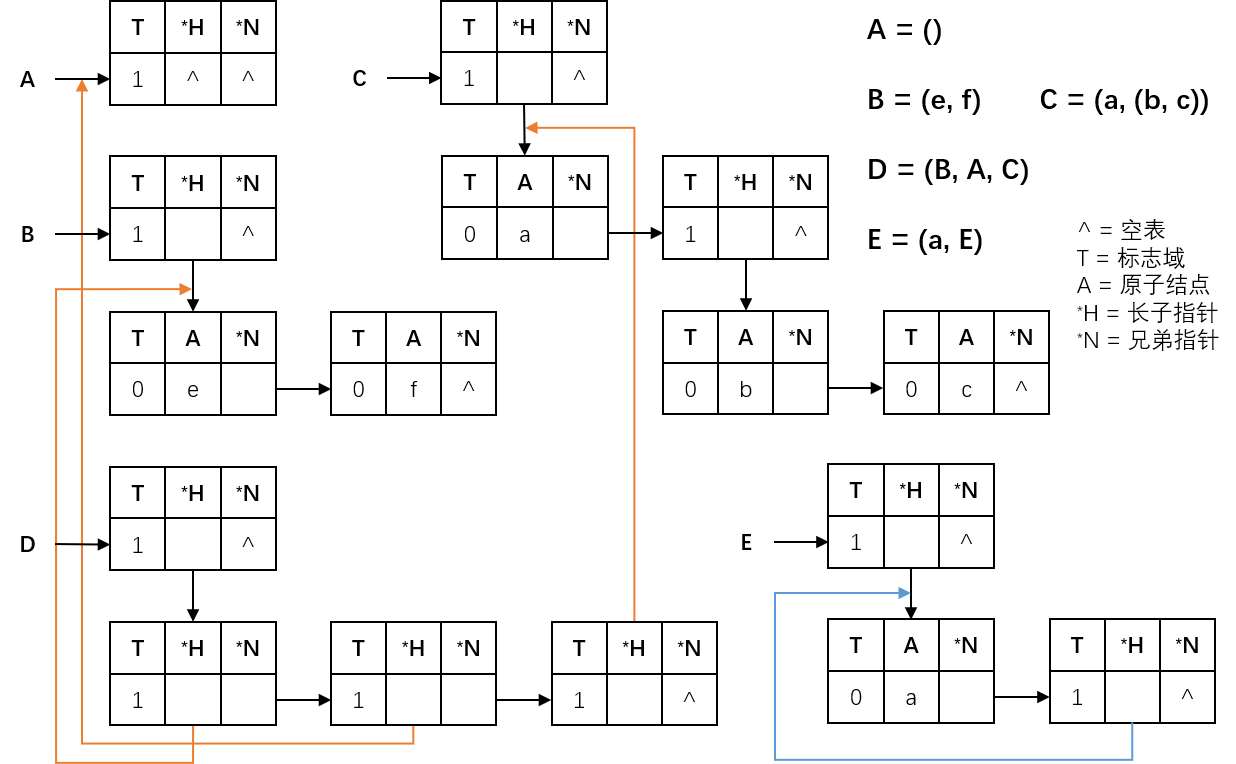 T *H *N
A 1 ^ ^
T *H *N
C 1 ^
A = ()
B = (e, f) C = (a, (b, c))
D = (B, A, C)
E = (a, E)
^ = 空表
T = 标志域
A = 原子结点
*H = 长子指针
*N = 兄弟指针
T *H *N
B 1 ^
T A *N
0 a
T *H *N
1 ^
T A *N
0 e
T A *N
0 f ^
T A *N
0 b
T A *N
0 c ^
T *H *N
D 1 ^
T *H *N
E 1 ^
T *H *N
1
T *H *N
1
T *H *N
1 ^
T A *N
0 a
T *H *N
1 ^